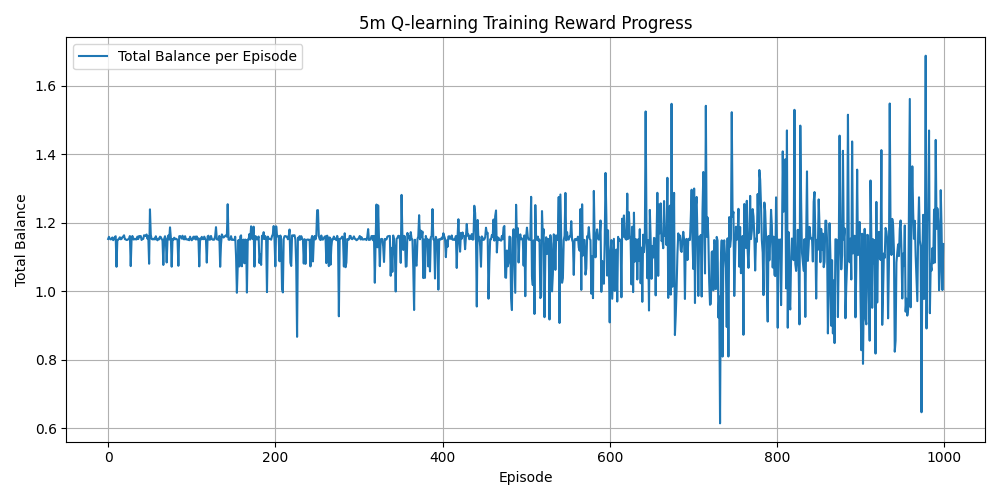 5m Q-learning Training Reward Progress
Total Balance per Episode
Total Balance
1.6
1.4
1.2
1.0
0.8
0.6
0 200 400 600 800 1000
Episode